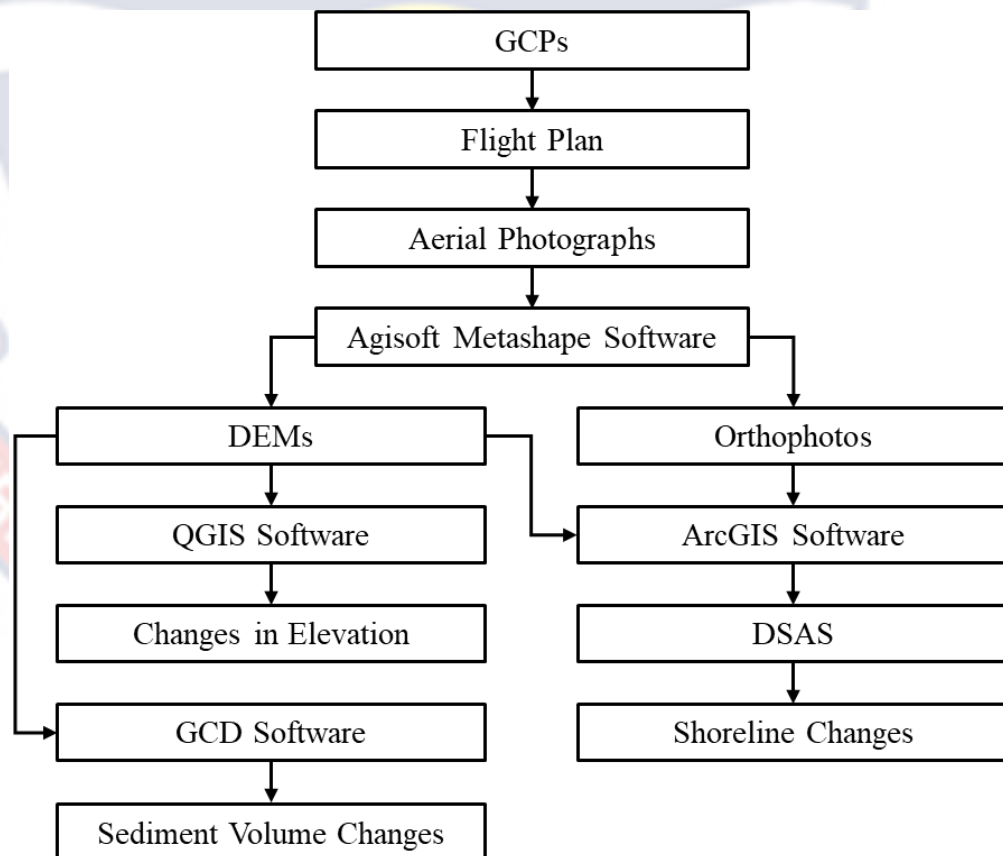 GCPs
Flight Plan
Aerial Photographs
Agisoft Metashape Software
DEMs
Orthophotos
QGIS Software
ArcGIS Software
Changes in Elevation
DSAS
GCD Software
Shoreline Changes
Sediment Volume Changes